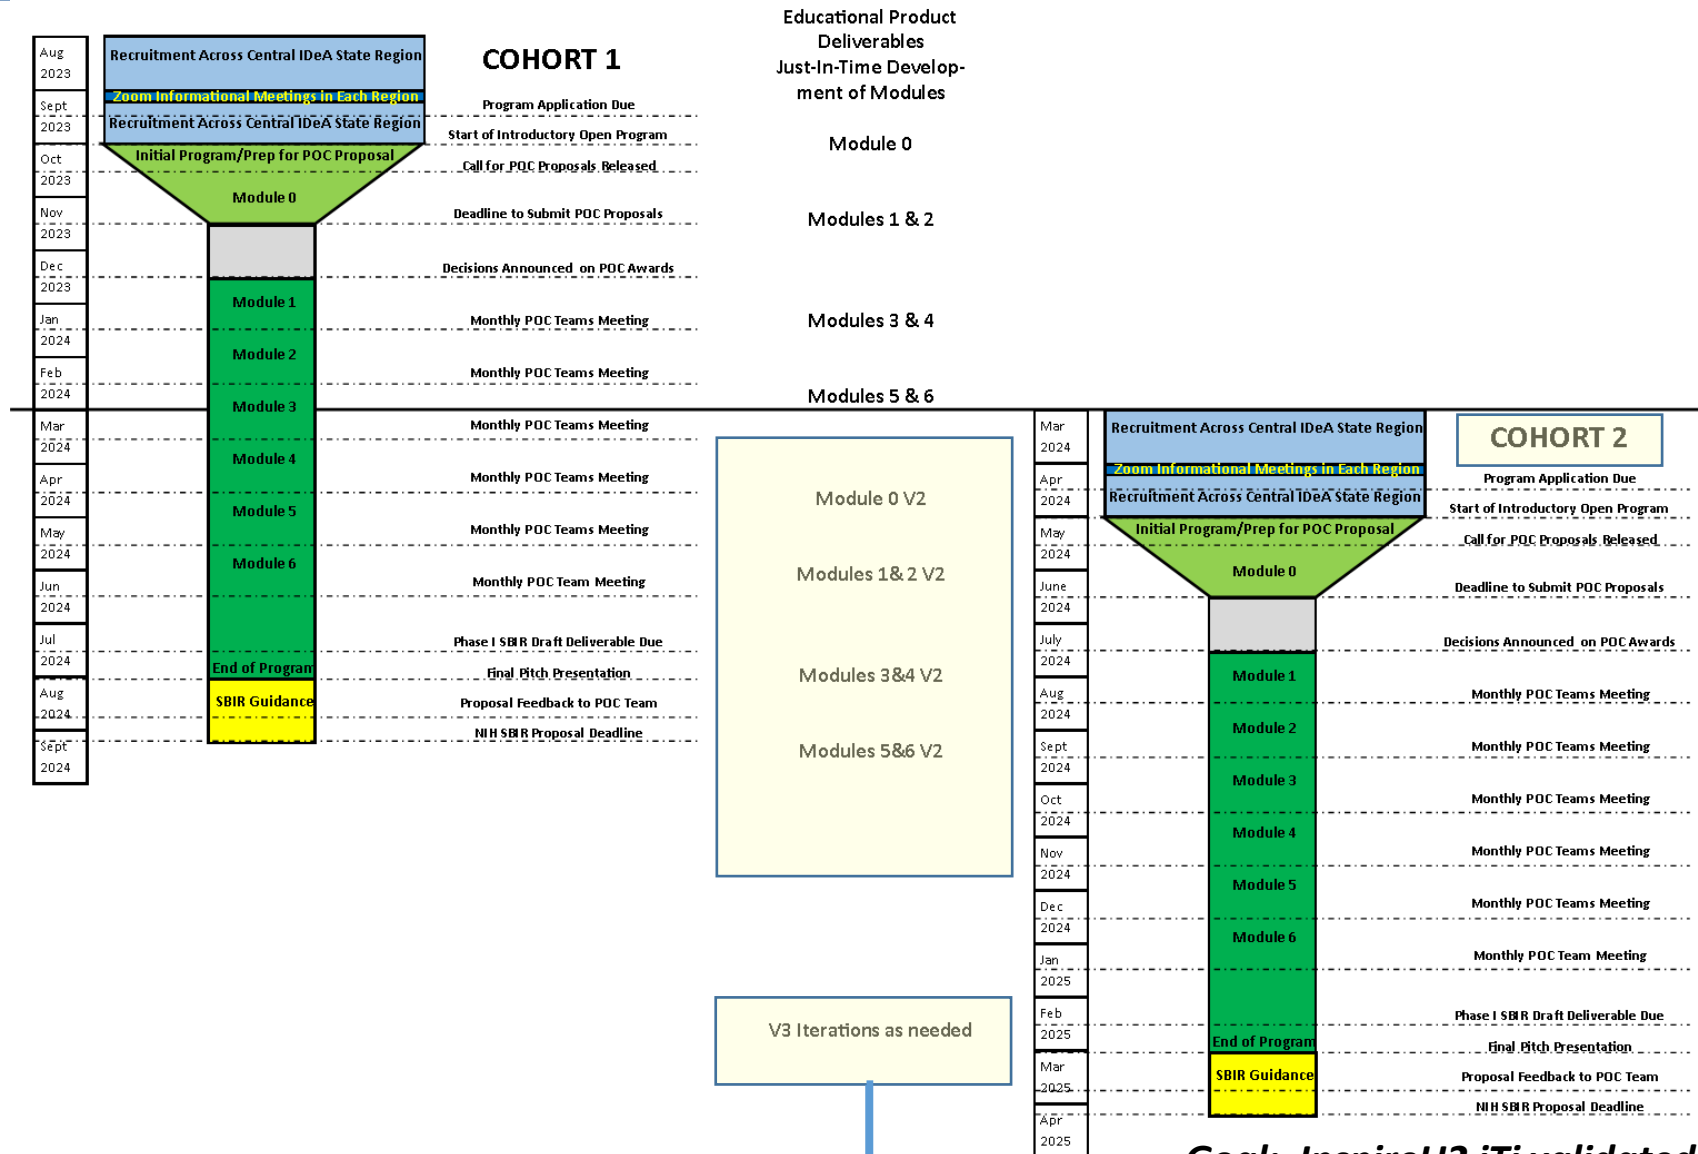 Educational Product
Deliverables
Just-In-Time Develop-
ment of Modules
COHORT 1
Aug
2023
Recruitment Across Central IDeA State Region
Zoom Informational Meetings in Each Region
Sept
2023
Program Application Due
Recruitment Across Central IDeA State Region
Start of Introductory Open Program
Module 0
Oct
2023
Initial Program/Prep for POC Proposal
Call for POC Proposals Released
Module 0
Nov
2023
Deadline to Submit POC Proposals
Modules 1 & 2
Dec
2023
Decisions Announced on POC Awards
Module 1
Jan
2024
Monthly POC Teams Meeting
Modules 3 & 4
Module 2
Feb
2024
Monthly POC Teams Meeting
Modules 5 & 6
Module 3
Mar
2024
Monthly POC Teams Meeting
Module 4
Apr
2024
Monthly POC Teams Meeting
Module 5
May
2024
Monthly POC Teams Meeting
Module 6
Jun
2024
Monthly POC Team Meeting
Jul
2024
Phase I SBIR Draft Deliverable Due
End of Program
Final Pitch Presentation
Aug
2024
SBIR Guidance
Proposal Feedback to POC Team
NIH SBIR Proposal Deadline
Sept
2024
Module 0 V2
Modules 1& 2 V2
Modules 3&4 V2
Modules 5&6 V2
V3 Iterations as needed
COHORT 2
Mar
2024
Recruitment Across Central IDeA State Region
Zoom Informational Meetings in Each Region
Apr
2024
Program Application Due
Recruitment Across Central IDeA State Region
Start of Introductory Open Program
May
2024
Initial Program/Prep for POC Proposal
Call for POC Proposals Released
Module 0
June
2024
Deadline to Submit POC Proposals
July
2024
Decisions Announced on POC Awards
Module 1
Aug
2024
Monthly POC Teams Meeting
Module 2
Sept
2024
Monthly POC Teams Meeting
Module 3
Oct
2024
Monthly POC Teams Meeting
Module 4
Nov
2024
Monthly POC Teams Meeting
Module 5
Dec
2024
Monthly POC Teams Meeting
Module 6
Jan
2025
Monthly POC Team Meeting
Feb
2025
Phase I SBIR Draft Deliverable Due
End of Program
Final Pitch Presentation
Mar
2025
SBIR Guidance
Proposal Feedback to POC Team
NIH SBIR Proposal Deadline
Apr
2025
validated